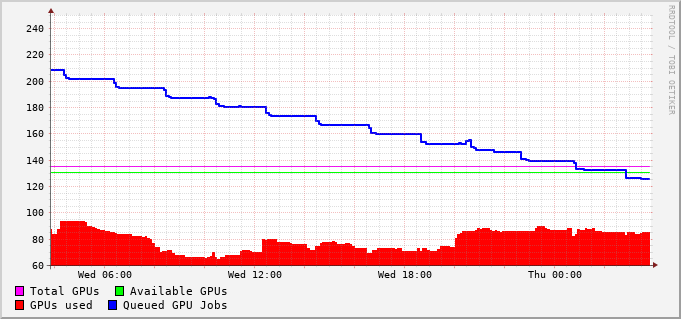 240
220
200
180
160
140
120
100
80
60
Wed 06:00 Wed 12:00 Wed 18:00 Thu 00:00
Total GPUs Available GPUs
GPUs used Queued GPU Jobs
RRDTOOL / TOBI OETIKER